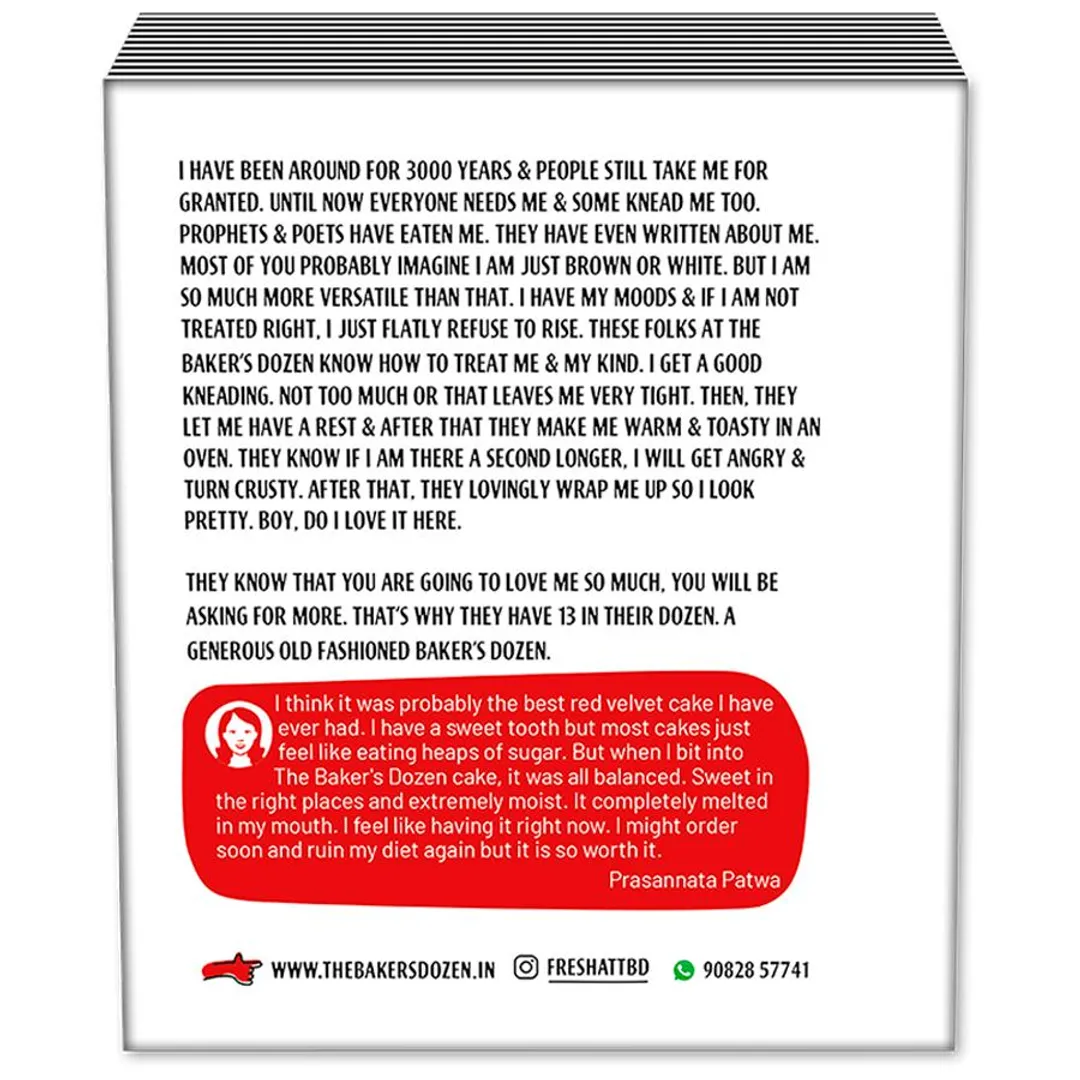 I HAVE BEEN AROUND FOR 3000 YEARS & PEOPLE STILL TAKE ME FOR
GRANTED. UNTIL NOW EVERYONE NEEDS ME & SOME KNEAD ME TOO.
PROPHETS & POETS HAVE EATEN ME. THEY HAVE EVEN WRITTEN ABOUT ME.
MOST OF YOU PROBABLY IMAGINE I AM JUST BROWN OR WHITE. BUT I AM
SO MUCH MORE VERSATILE THAN THAT. I HAVE MY MOODS & IF I AM NOT
TREATED RIGHT, I JUST FLATLY REFUSE TO RISE. THESE FOLKS AT THE
BAKER'S DOZEN KNOW HOW TO TREAT ME & MY KIND. I GET A GOOD
KNEADING. NOT TOO MUCH OR THAT LEAVES ME VERY TIGHT. THEN, THEY
LET ME HAVE A REST & AFTER THAT THEY MAKE ME WARM & TOASTY IN AN
OVEN. THEY KNOW IF I AM THERE A SECOND LONGER, I WILL GET ANGRY &
TURN CRUSTY. AFTER THAT, THEY LOVINGLY WRAP ME UP SO I LOOK
PRETTY. BOY, DO I LOVE IT HERE.
THEY KNOW THAT YOU ARE GOING TO LOVE ME SO MUCH, YOU WILL BE
ASKING FOR MORE. THAT'S WHY THEY HAVE 13 IN THEIR DOZEN. A
GENEROUS OLD FASHIONED BAKER'S DOZEN.
I think it was probably the best red velvet cake I have
ever had. I have a sweet tooth but most cakes just
feel like eating heaps of sugar. But when I bit into
The Baker's Dozen cake, it was all balanced. Sweet in
the right places and extremely moist. It completely melted
in my mouth. I feel like having it right now. I might order
soon and ruin my diet again but it is so worth it.
Prasannata Patwa
WWW.THEBAKERSDOZEN.IN FRESHATTBD 90828 57741